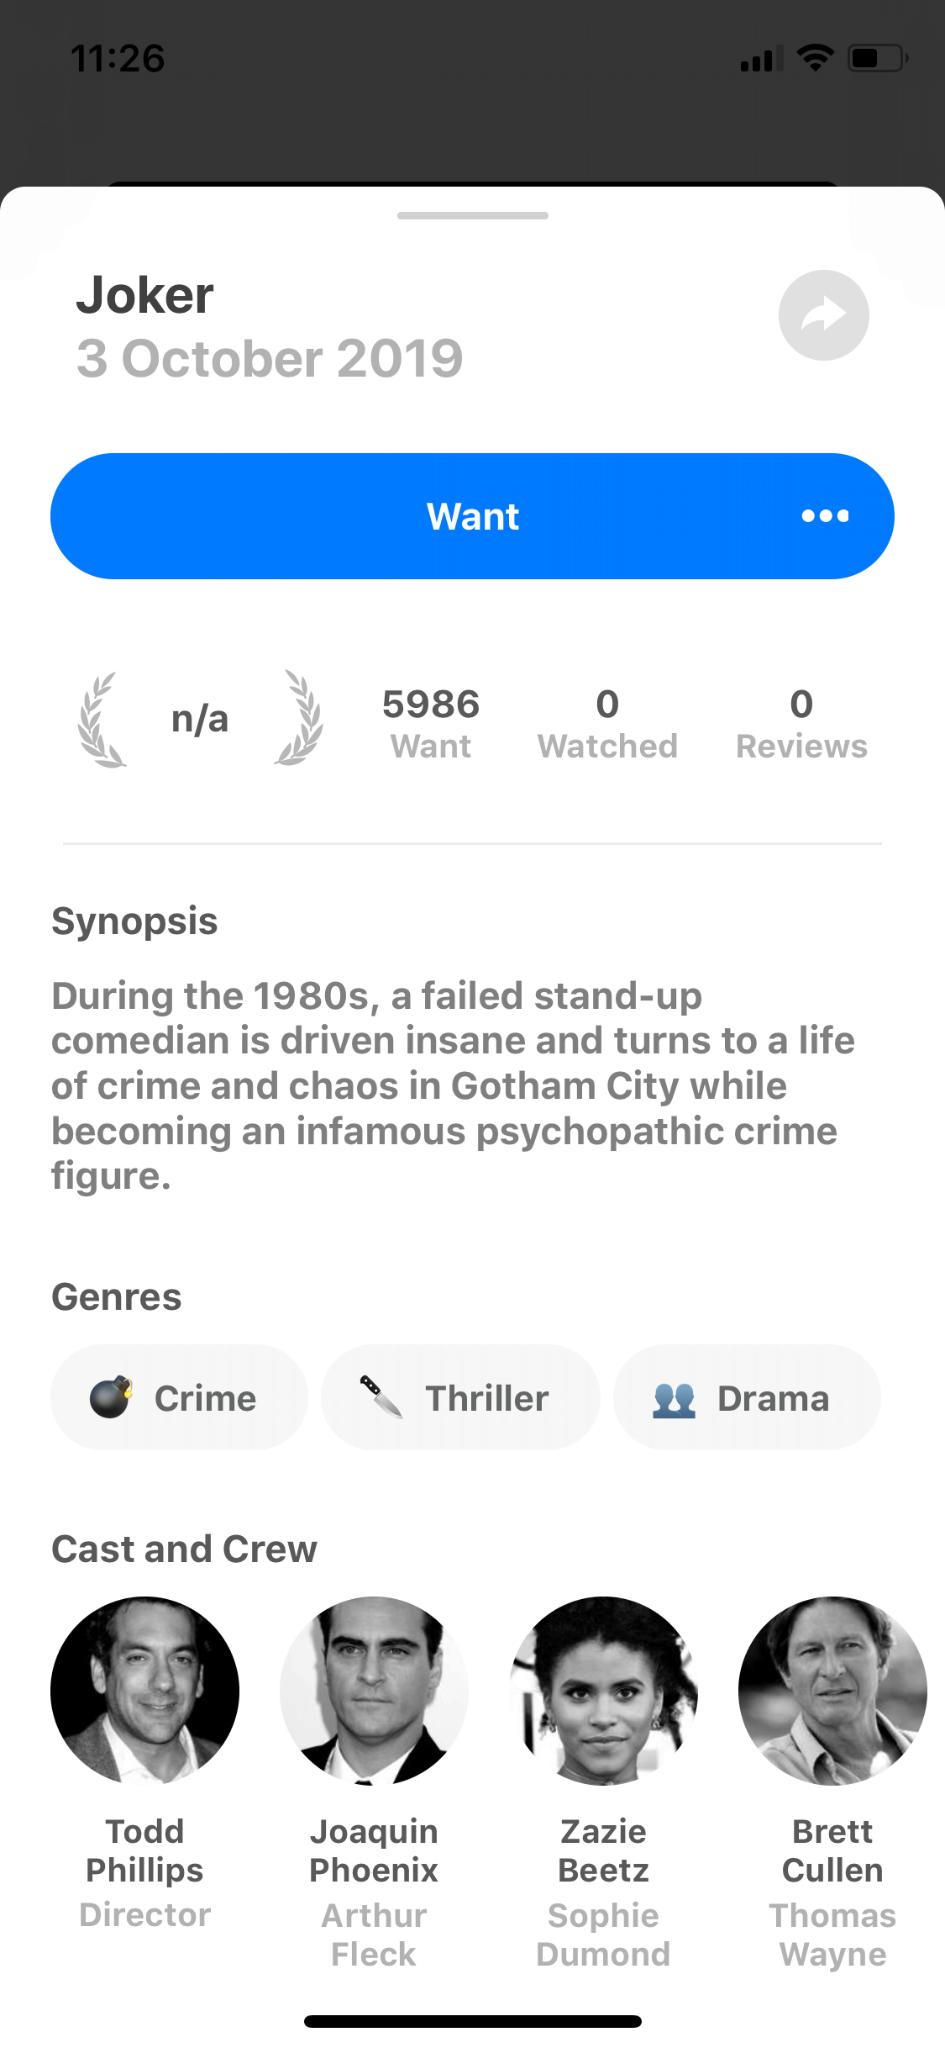 11:26
Joker
3 October 2019
Want
n/a
5986
Want
0
Watched
0
Reviews
Synopsis
During the 1980s, a failed stand-up
comedian is driven insane and turns to a life
of crime and chaos in Gotham City while
becoming an infamous psychopathic crime
figure.
Genres
Crime
Thriller
Drama
Cast and Crew
Todd
Phillips
Director
Joaquin
Phoenix
Arthur
Fleck
Zazie
Beetz
Sophie
Dumond
Brett
Cullen
Thomas
Wayne